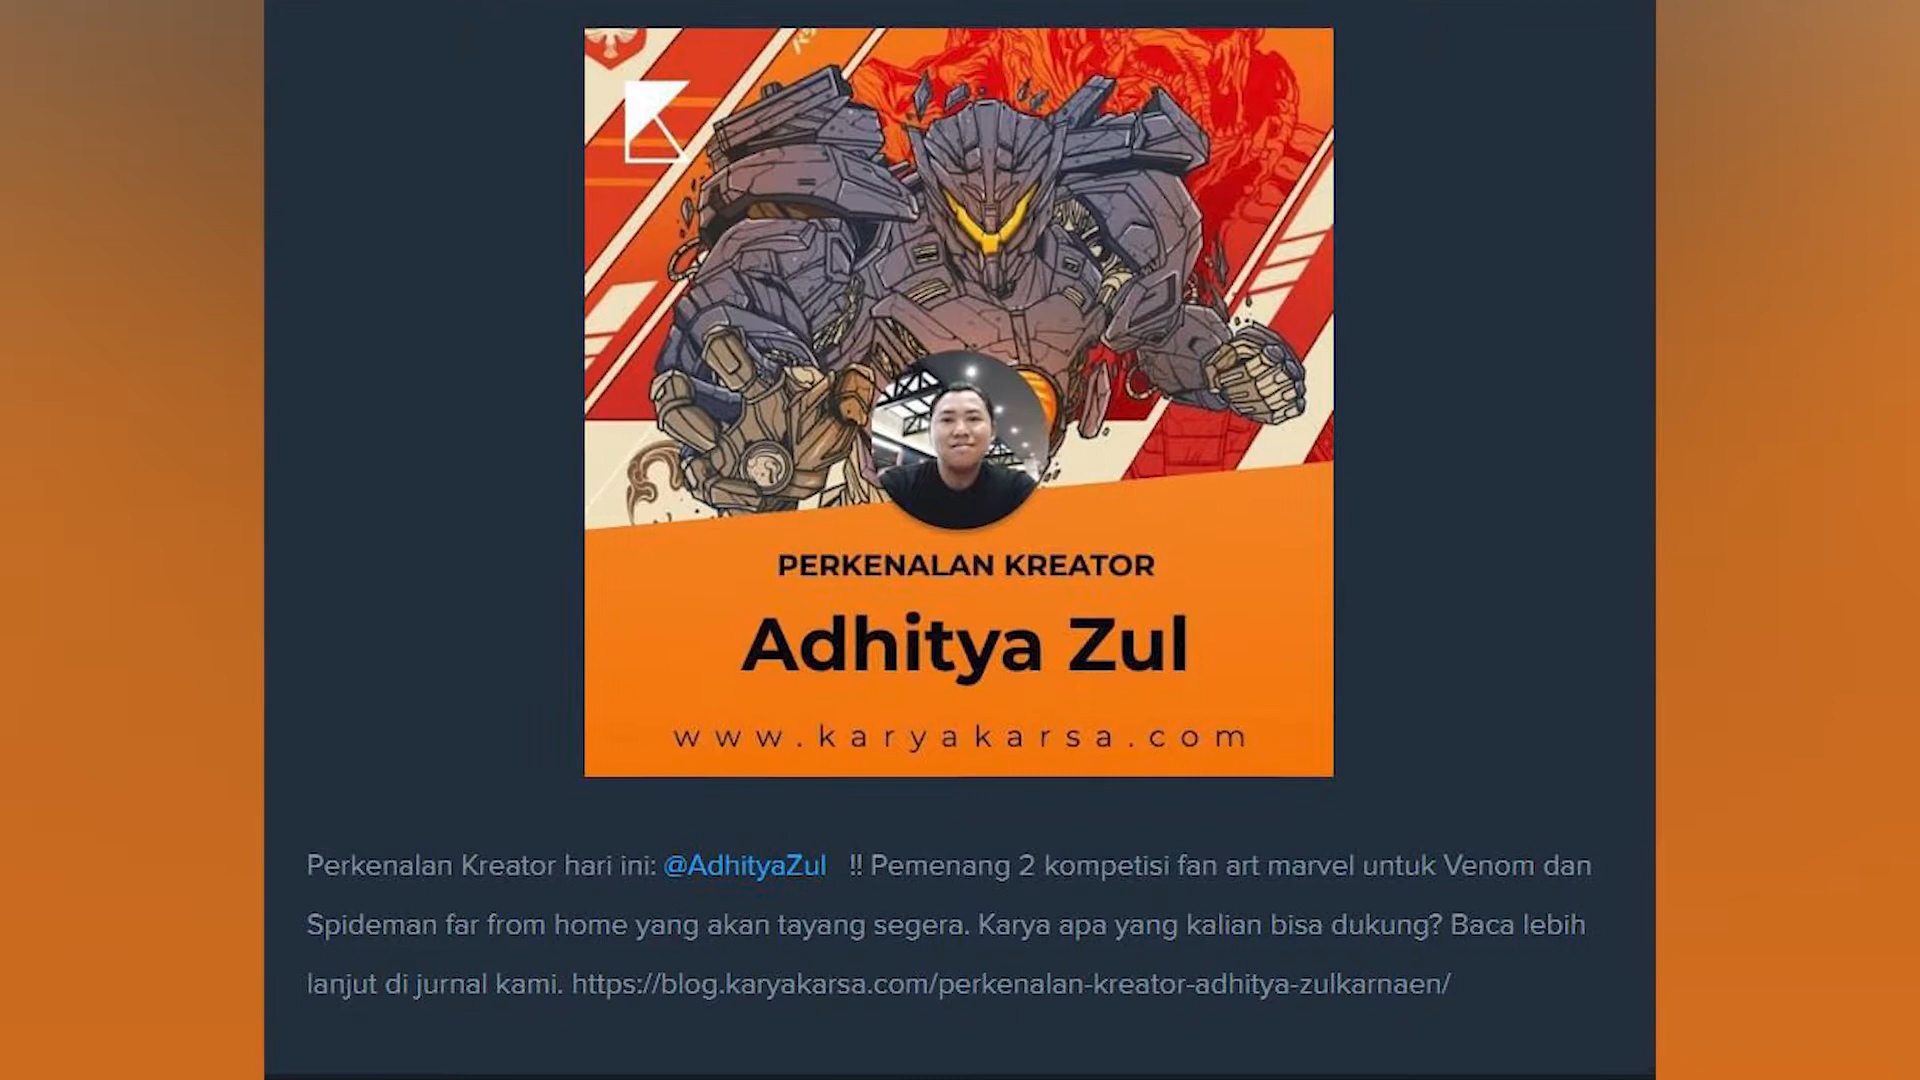 PERKENALAN KREATOR
Adhitya Zul
www.karyakarsa.com
Perkenalan Kreator hari ini: @AdhityaZul !! Pemenang 2 kompetisi fan art marvel untuk Venom dan
Spideman far from home yang akan tayang segera. Karya apa yang kalian bisa dukung? Baca lebih
lanjut di jurnal kami. https://blog.karyakarsa.com/perkenalan-kreator-adhitya-zulkarnaen/